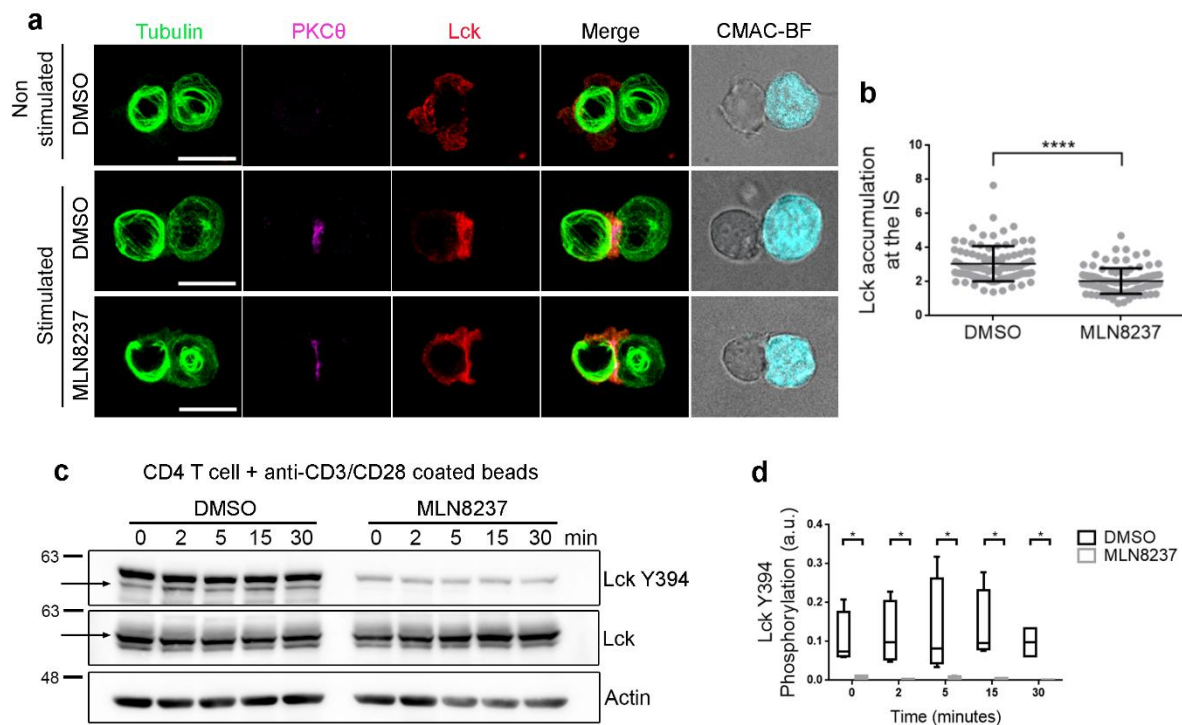 a
Tubulin PKCθ Lck Merge CMAC-BF
Non stimulated
DMSO
Stimulated
DMSO
MLN8237
b
Lck accumulation
at the IS
10
8
6
4
2
0
****
DMSO MLN8237
c
CD4 T cell + anti-CD3/CD28 coated beads
DMSO MLN8237
0 2 5 15 30 0 2 5 15 30 min
63
Lck Y394
63
Lck
48
Actin
d
Lck Y394
Phosphorylation (a.u.)
0.4
0.3
0.2
0.1
0.0
* * * * *
DMSO
MLN8237
0 2 5 15 30
Time (minutes)